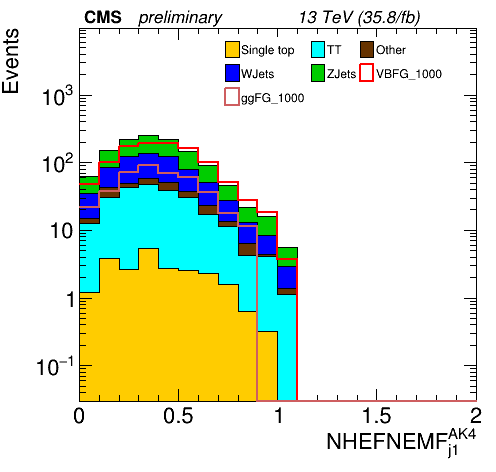 CMS preliminary 13 TeV (35.8/fb)
Events
Single top TT Other
WJets ZJets VBFG_1000
ggFG_1000
10³
10²
10
1
10⁻¹
0 0.5 1 1.5 2
NHEFNEMF^AK4_j1